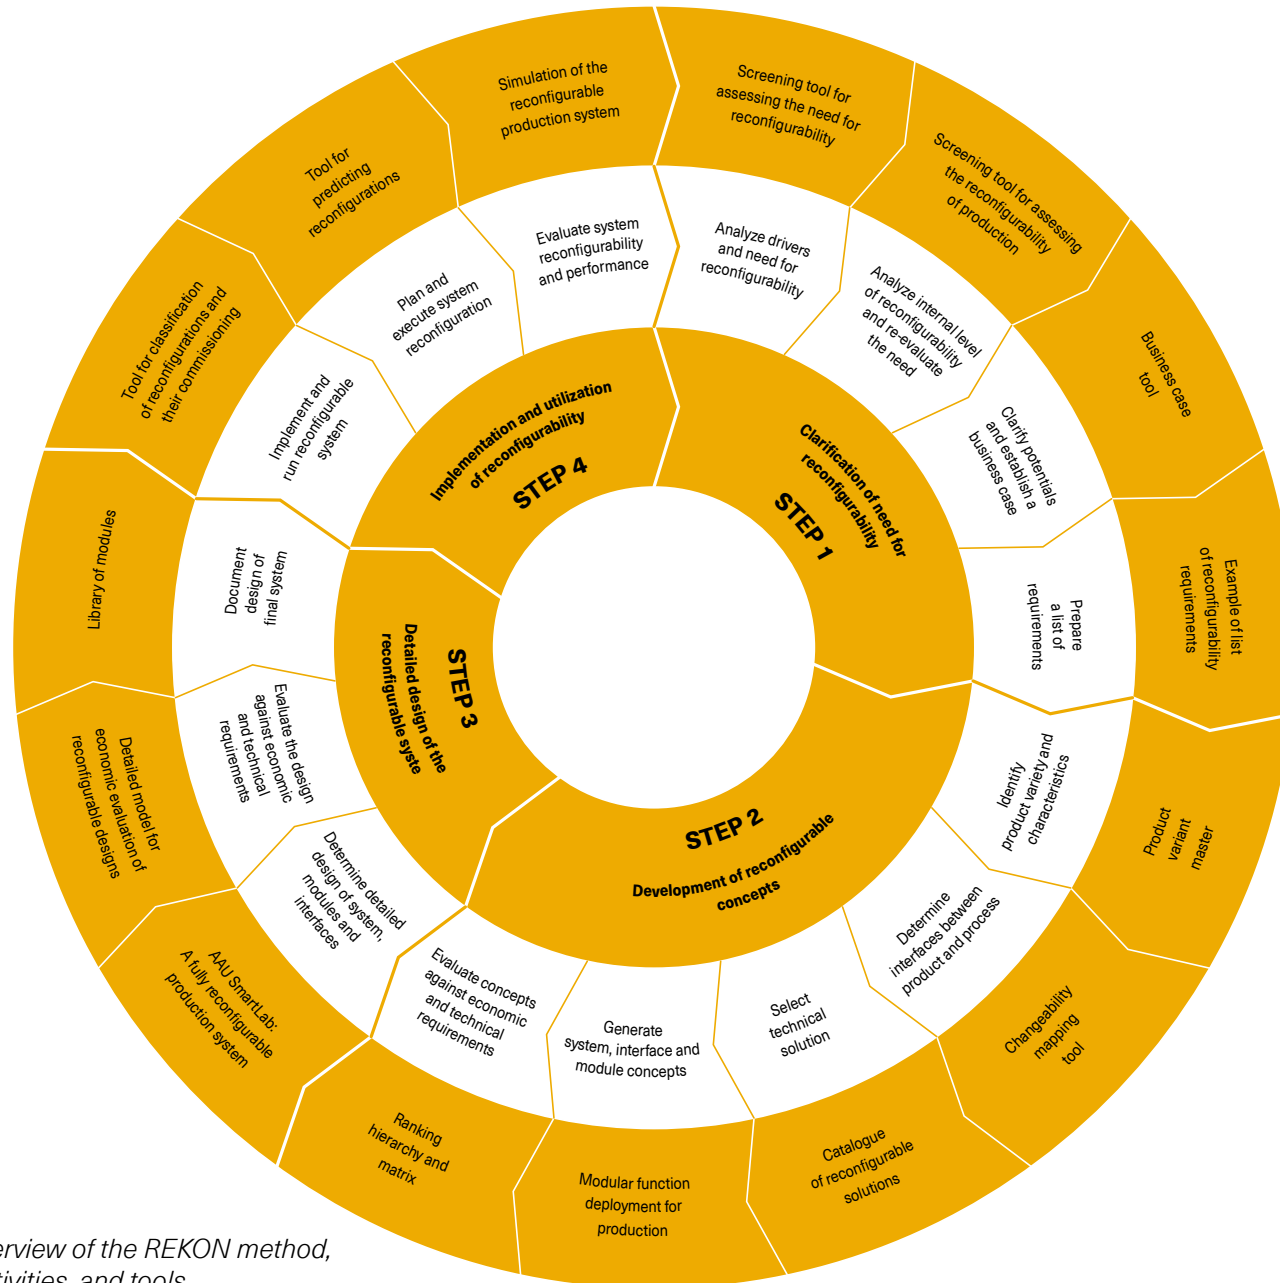 Simulation of the
reconfigurable
production system
Screening tool for
assessing the need for
reconfigurability
Screening tool for assessing
the reconfigurability
of production
Business case
tool
Example of list
of reconfigurability
requirements
Product
variant
master
Changeability
mapping
tool
Catalogue
of reconfigurable
solutions
Modular function
deployment for
production
Ranking
hierarchy and
matrix
AAU SmartLab:
A fully reconfigurable
production system
Detailed model for
economic evaluation of
reconfigurable designs
Library of modules
Tool for classification
of reconfigurations and
their commissioning
Tool for
predicting
reconfigurations
Evaluate system
reconfigurability
and performance
Analyze drivers
and need for
reconfigurability
Analyze internal level
of reconfigurability
and re-evaluate
the need
Clarify potentials
and establish a
business case
Prepare
a list of
requirements
Identify
product variety and
characteristics
Determine
interfaces between
product and process
Select
technical
solution
Generate
system, interface and
module concepts
Evaluate concepts
against economic
and technical
requirements
Determine detailed
design of system,
modules and
interfaces
Evaluate the design
against economic
and technical
requirements
Document
design of
final system
Implement and
run reconfigurable
system
Plan and
execute system
reconfiguration
Clarification of need for
reconfigurability
STEP 1
STEP 2
Development of reconfigurable
concepts
STEP 3
Detailed design of the
reconfigurable syste
Implementation and utilization
of reconfigurability
STEP 4
erview of the REKON method,
tivities, and tools